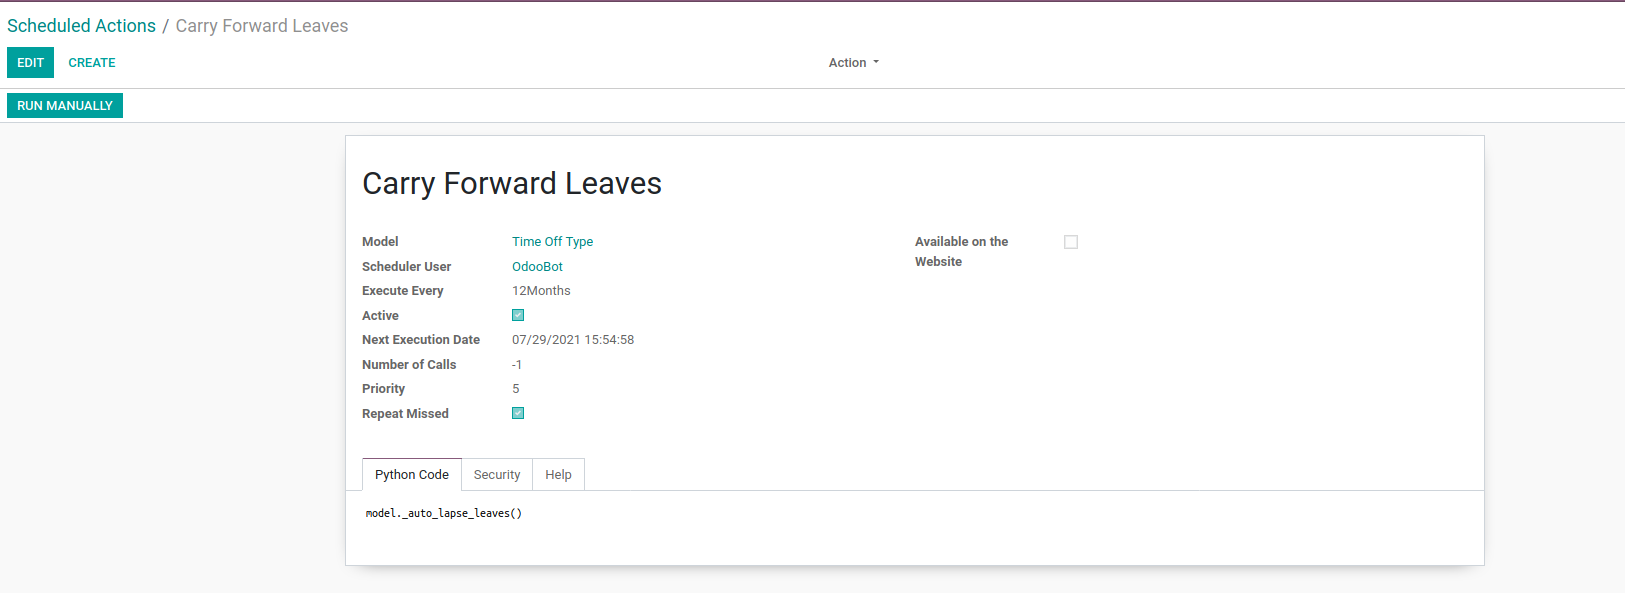 Scheduled Actions / Carry Forward Leaves
EDIT CREATE Action
RUN MANUALLY
Carry Forward Leaves
Model Time Off Type
Scheduler User OdooBot
Execute Every 12Months
Active
Next Execution Date 07/29/2021 15:54:58
Number of Calls -1
Priority 5
Repeat Missed
Available on the
Website
Python Code Security Help
model._auto_lapse_leaves()